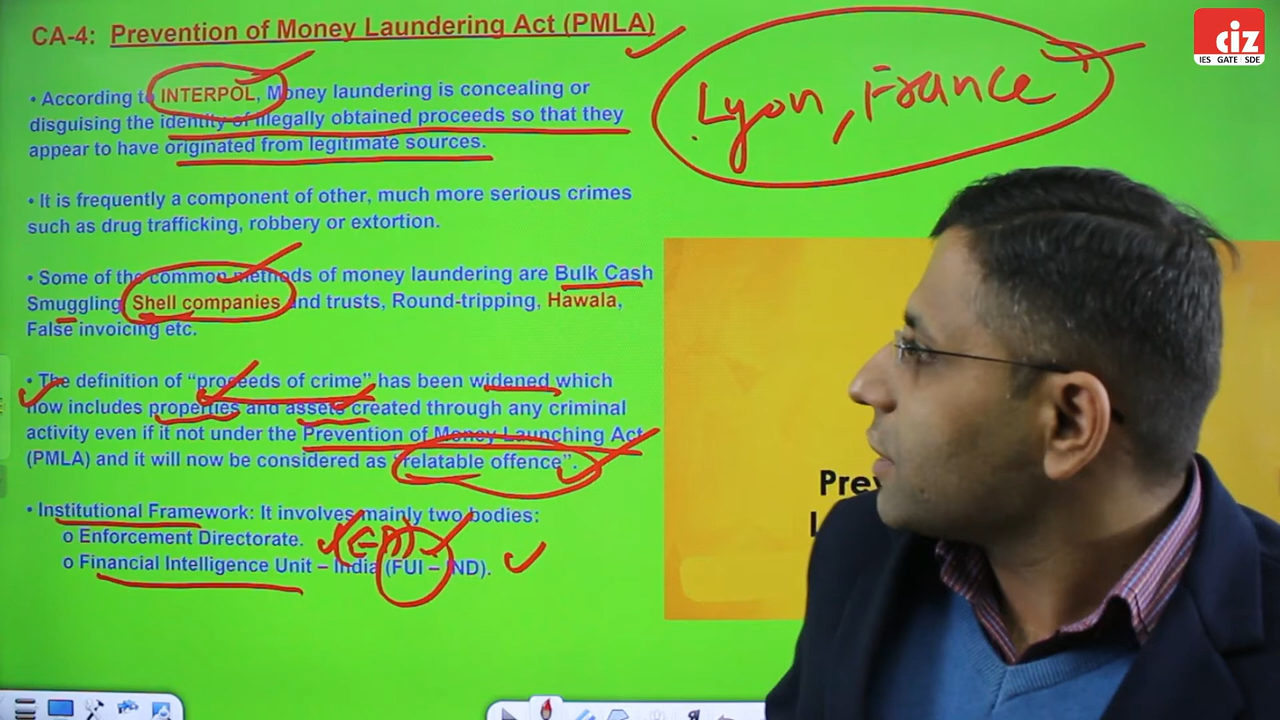 CA-4: Prevention of Money Laundering Act (PMLA)
• According to INTERPOL, Money laundering is concealing or
disguising the identity of illegally obtained proceeds so that they
appear to have originated from legitimate sources.
• It is frequently a component of other, much more serious crimes
such as drug trafficking, robbery or extortion.
• Some of the common methods of money laundering are Bulk Cash
Smuggling Shell companies and trusts, Round-tripping, Hawala,
False invoicing etc.
• The definition of “proceeds of crime” has been widened which
now includes properties and assets created through any criminal
activity even if it not under the Prevention of Money Launching Act
(PMLA) and it will now be considered as “relatable offence”.
• Institutional Framework: It involves mainly two bodies:
o Enforcement Directorate. (ED)
o Financial Intelligence Unit – India (FUI – IND).
Lyon, France
ciz
IES GATE SDE